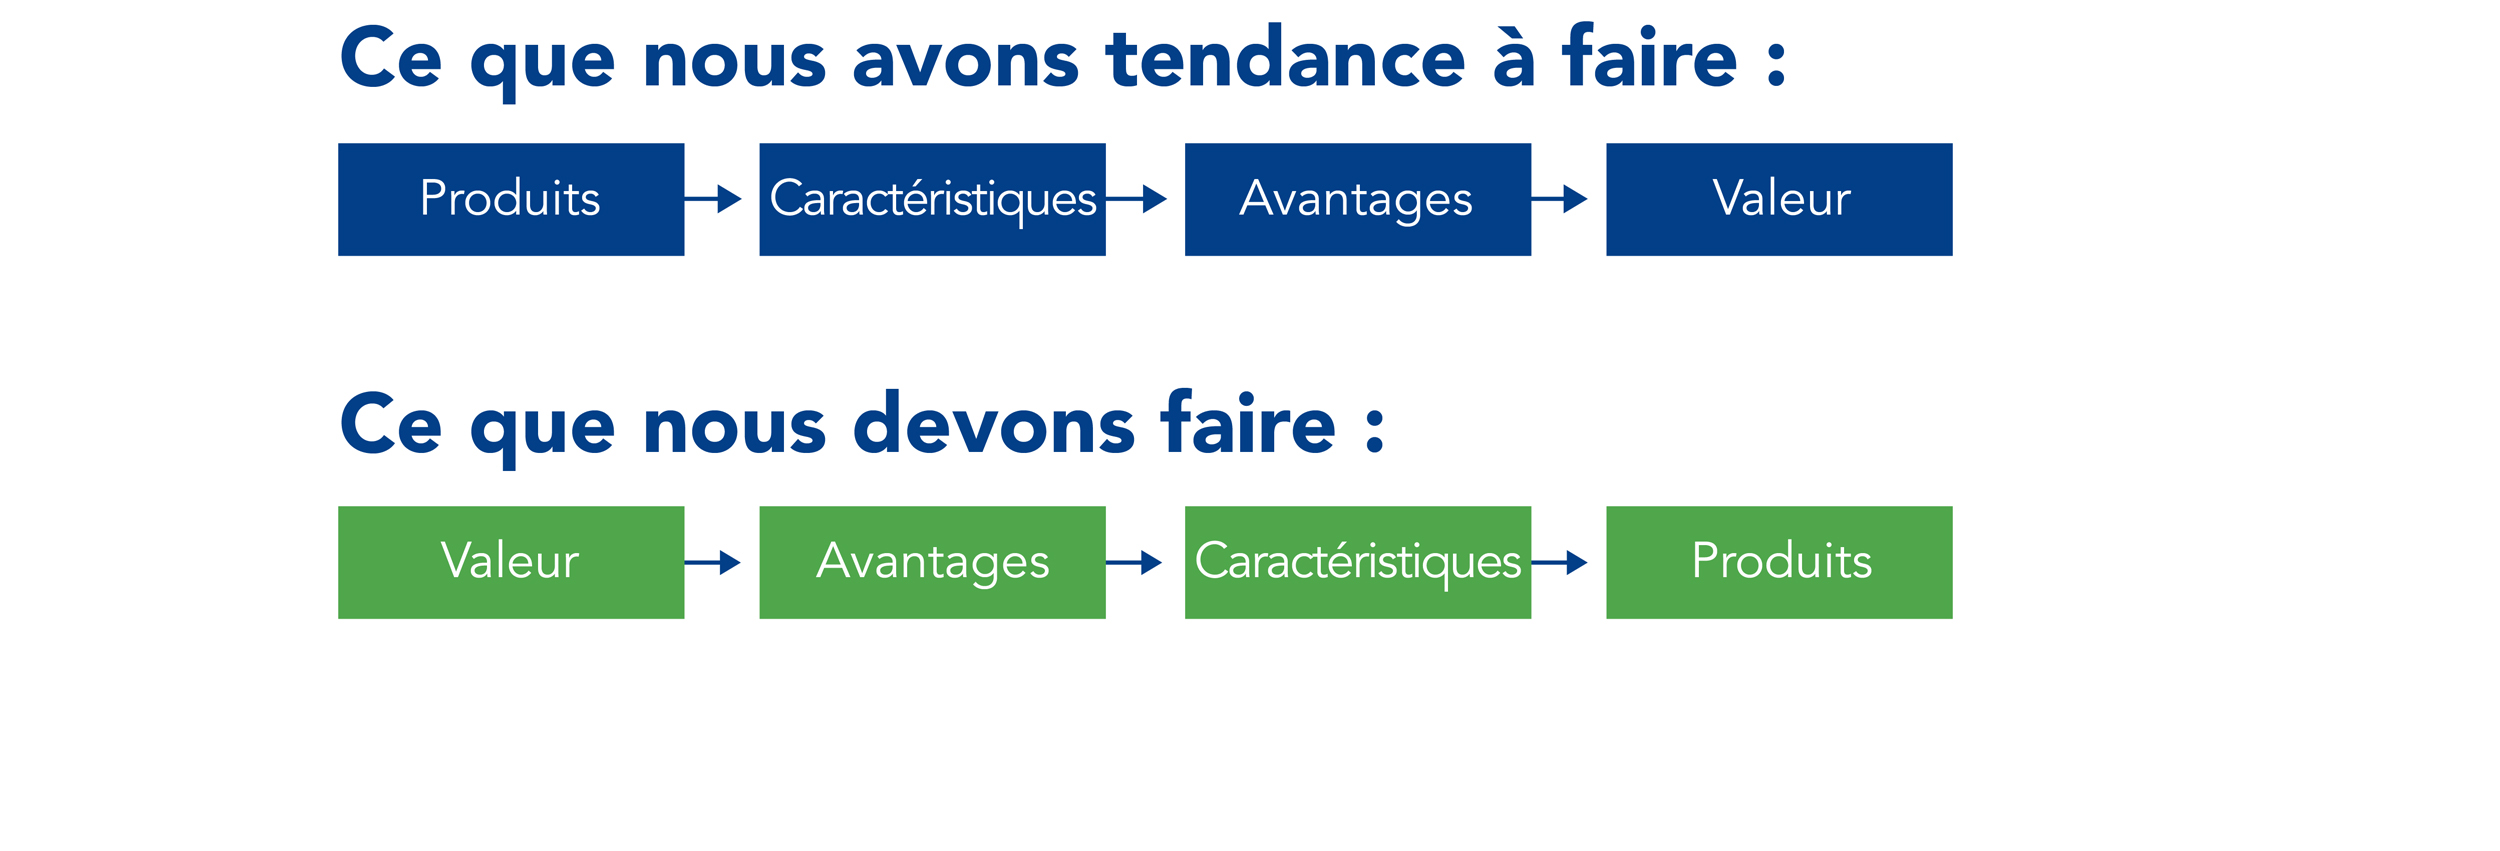 Ce que nous avons tendance à faire :
Produits
Caractéristiques
Avantages
Valeur
Ce que nous devons faire :
Valeur
Avantages
Caractéristiques
Produits